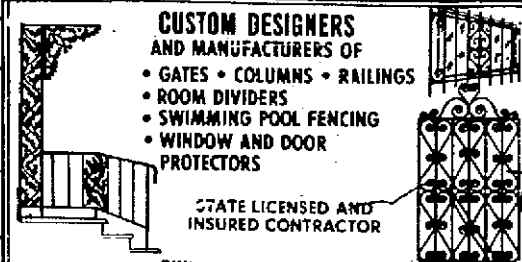 CUSTOM DESIGNERS
AND MANUFACTURERS OF
• GATES • COLUMNS • RAILINGS
• ROOM DIVIDERS
• SWIMMING POOL FENCING
• WINDOW AND DOOR
PROTECTORS
STATE LICENSED AND
INSURED CONTRACTOR